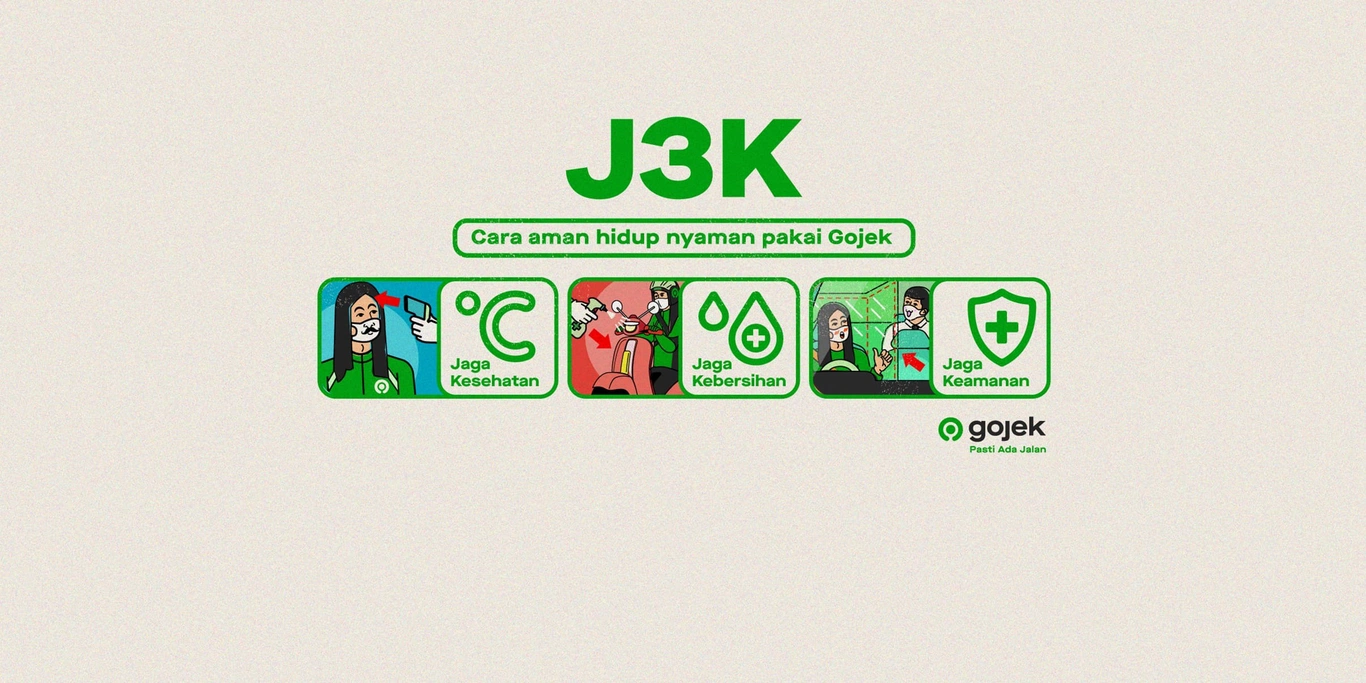 J3K
Cara aman hidup nyaman pakai Gojek
°C
Jaga
Kesehatan
Jaga
Kebersihan
Jaga
Keamanan
gojek
Pasti Ada Jalan